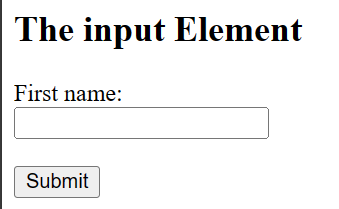 The input Element
First name:
Submit